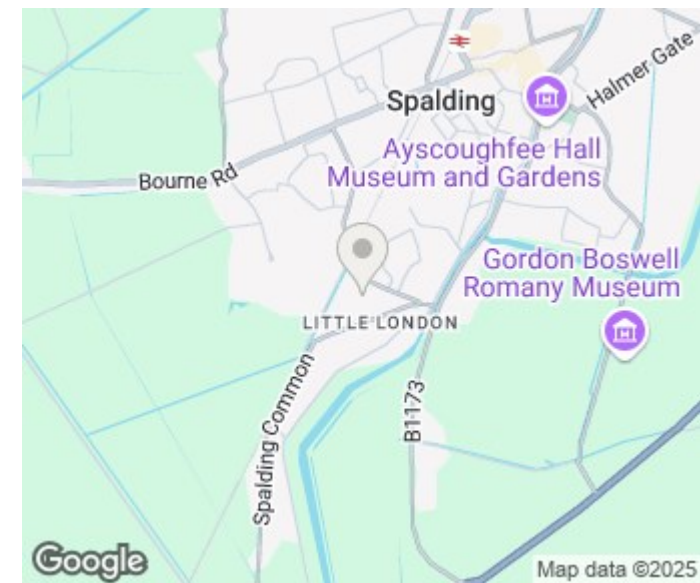 Halmer Gate
Spalding
Ayscoughfee Hall
Museum and Gardens
Bourne Rd
Gordon Boswell
Romany Museum
LITTLE LONDON
Spalding Common
B1173
Google
Map data ©2025